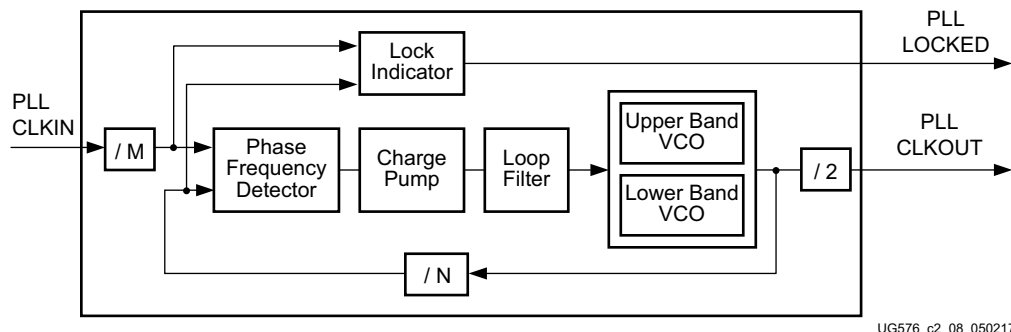 PLL
LOCKED
Lock
Indicator
PLL
CLKIN
/ M
Phase
Frequency
Detector
Charge
Pump
Loop
Filter
Upper Band
VCO
Lower Band
VCO
/ 2
PLL
CLKOUT
/ N
UG576_c2_08_050217